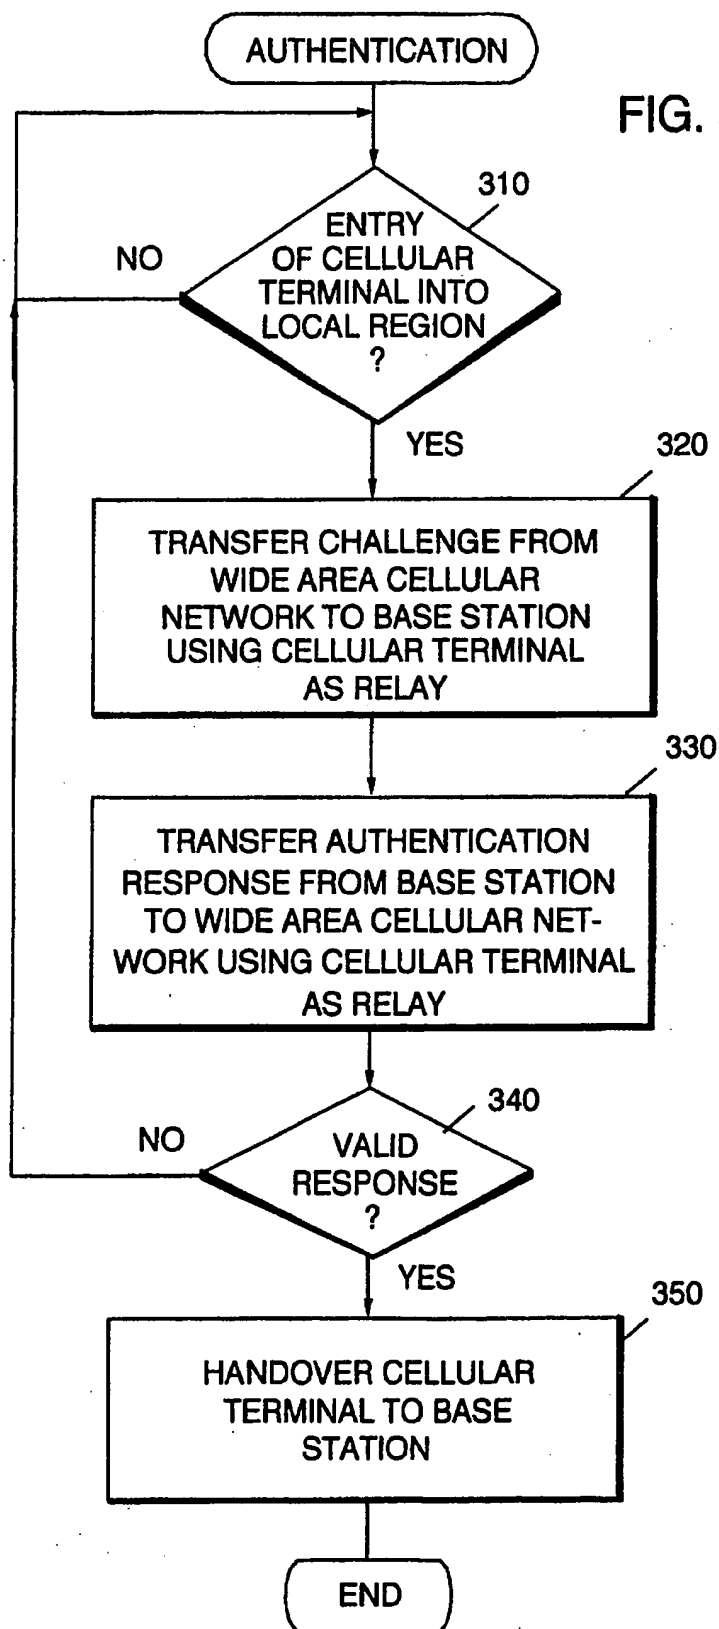 AUTHENTICATION
FIG.
310
ENTRY
OF CELLULAR
TERMINAL INTO
LOCAL REGION
?
NO
YES
320
TRANSFER CHALLENGE FROM
WIDE AREA CELLULAR
NETWORK TO BASE STATION
USING CELLULAR TERMINAL
AS RELAY
330
TRANSFER AUTHENTICATION
RESPONSE FROM BASE STATION
TO WIDE AREA CELLULAR NET-
WORK USING CELLULAR TERMINAL
AS RELAY
340
NO
VALID
RESPONSE
?
YES
350
HANDOVER CELLULAR
TERMINAL TO BASE
STATION
END